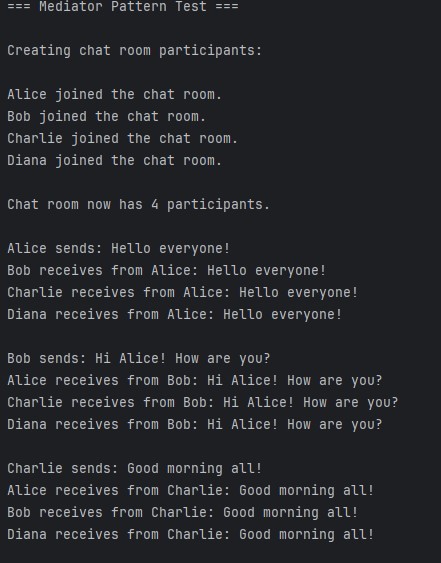 === Mediator Pattern Test ===
Creating chat room participants:
Alice joined the chat room.
Bob joined the chat room.
Charlie joined the chat room.
Diana joined the chat room.
Chat room now has 4 participants.
Alice sends: Hello everyone!
Bob receives from Alice: Hello everyone!
Charlie receives from Alice: Hello everyone!
Diana receives from Alice: Hello everyone!
Bob sends: Hi Alice! How are you?
Alice receives from Bob: Hi Alice! How are you?
Charlie receives from Bob: Hi Alice! How are you?
Diana receives from Bob: Hi Alice! How are you?
Charlie sends: Good morning all!
Alice receives from Charlie: Good morning all!
Bob receives from Charlie: Good morning all!
Diana receives from Charlie: Good morning all!